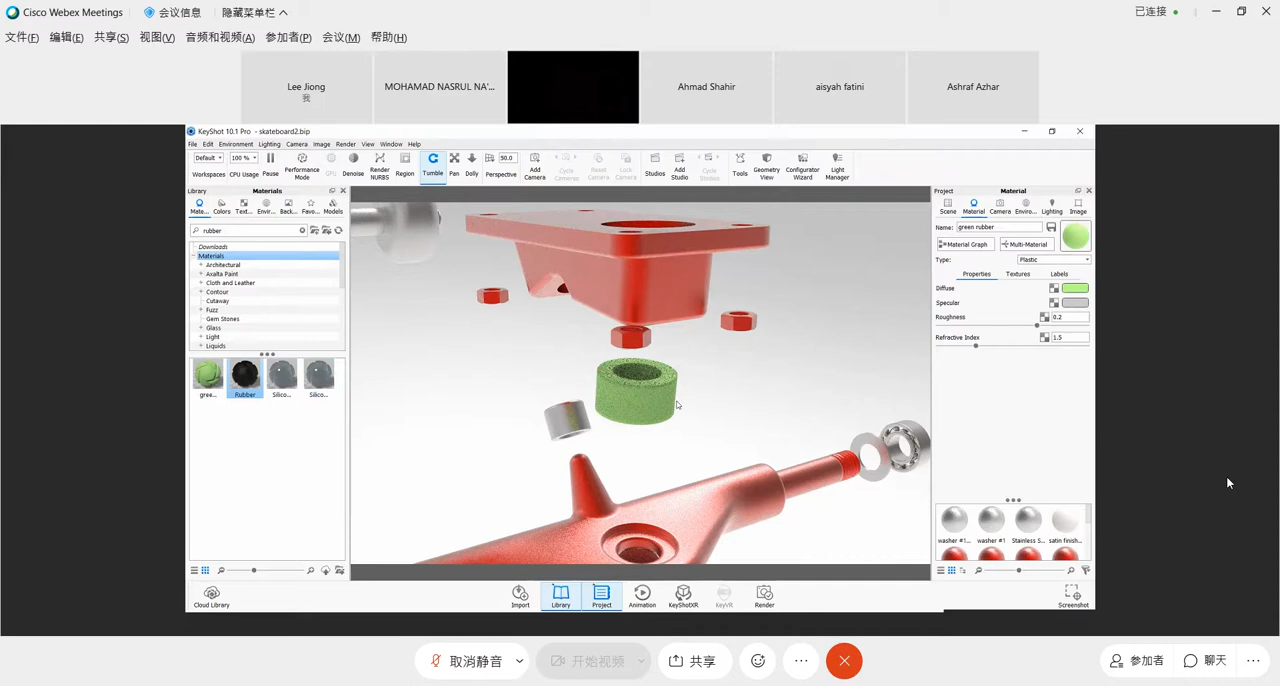 Cisco Webex Meetings 会议信息 隐藏菜单栏 已连接
文件(F) 编辑(E) 共享(S) 视图(V) 音频和视频(A) 参加者(P) 会议(M) 帮助(H)
Lee Jiong
我
MOHAMAD NASRUL NA'...
Ahmad Shahir
aisyah fatini
Ashraf Azhar
KeyShot 10.1 Pro - skateboard2.bip
File Edit Environment Lighting Camera Image Render View Window Help
Default 100 % 50.0
Workspaces CPU Usage Pause Performance Mode GPU Denoise Render NURBS Region Tumble Pan Dolly Perspective Add Camera Cycle Cameras Reset Camera Lock Camera Studios Add Studio Cycle Studios Tools Geometry View Configurator Wizard Light Manager
Library Materials
Mate... Colors Text... Envir... Back... Favo... Models
rubber
Downloads
Materials
Architectural
Axalta Paint
Cloth and Leather
Contour
Cutaway
Fuzz
Gem Stones
Glass
Light
Liquids
gree... Rubber Silico... Silico...
Cloud Library
Project Material
Scene Material Camera Enviro... Lighting Image
Name: green rubber
Material Graph Multi-Material
Type: Plastic
Properties Textures Labels
Diffuse
Specular
Roughness 0.2
Refractive Index 1.5
washer #1... washer #1 Stainless S... satin finish...
Import Library Project Animation KeyShotXR KeyVR Render Screenshot
取消静音 开始视频 共享 参加者 聊天